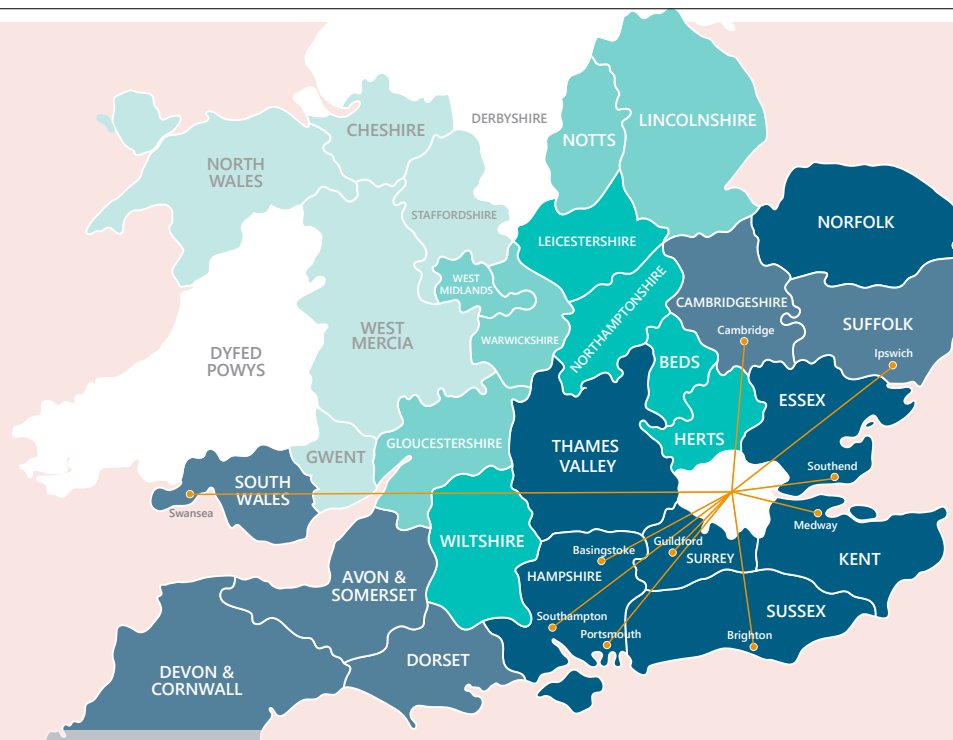 DERBYSHIRE
LINCOLNSHIRE
CHESHIRE
NOTTS
NORTH
WALES
STAFFORDSHIRE
NORFOLK
LEICESTERSHIRE
WEST
MIDLANDS
NORTHAMPTONSHIRE
CAMBRIDGESHIRE
Cambridge
SUFFOLK
WEST
MERCIA
WARWICKSHIRE
Ipswich
DYFED
POWYS
BEDS
ESSEX
GWENT
GLOUCESTERSHIRE
THAMES
VALLEY
HERTS
Southend
SOUTH
WALES
Swansea
Medway
WILTSHIRE
Basingstoke
Guildford
SURREY
KENT
HAMPSHIRE
AVON &
SOMERSET
Southampton
SUSSEX
Portsmouth
Brighton
DORSET
DEVON &
CORNWALL